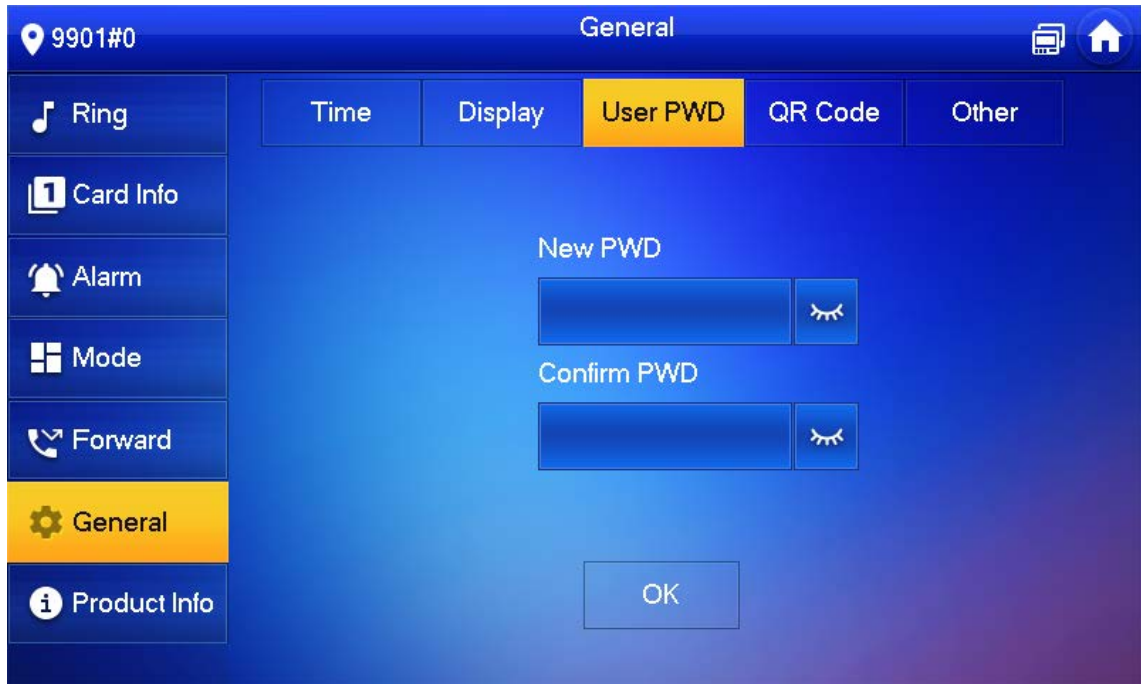 9901#0
General
Ring
Card Info
Alarm
Mode
Forward
General
Product Info
Time Display User PWD QR Code Other
New PWD
Confirm PWD
OK